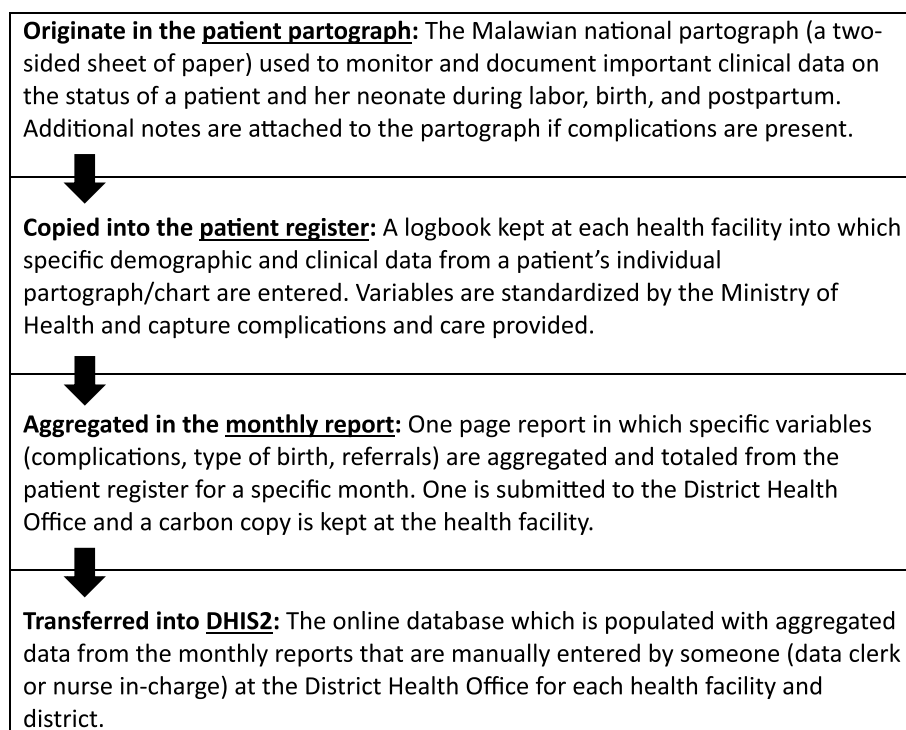 Originate in the patient partograph: The Malawian national partograph (a two-
sided sheet of paper) used to monitor and document important clinical data on
the status of a patient and her neonate during labor, birth, and postpartum.
Additional notes are attached to the partograph if complications are present.
Copied into the patient register: A logbook kept at each health facility into which
specific demographic and clinical data from a patient’s individual
partograph/chart are entered. Variables are standardized by the Ministry of
Health and capture complications and care provided.
Aggregated in the monthly report: One page report in which specific variables
(complications, type of birth, referrals) are aggregated and totaled from the
patient register for a specific month. One is submitted to the District Health
Office and a carbon copy is kept at the health facility.
Transferred into DHIS2: The online database which is populated with aggregated
data from the monthly reports that are manually entered by someone (data clerk
or nurse in-charge) at the District Health Office for each health facility and
district.